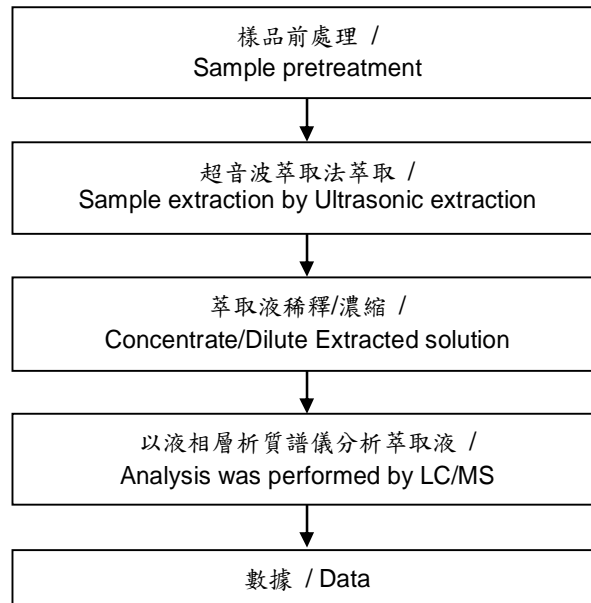 樣品前處理 /
Sample pretreatment
超音波萃取法萃取 /
Sample extraction by Ultrasonic extraction
萃取液稀釋/濃縮 /
Concentrate/Dilute Extracted solution
以液相層析質譜儀分析萃取液 /
Analysis was performed by LC/MS
數據 / Data